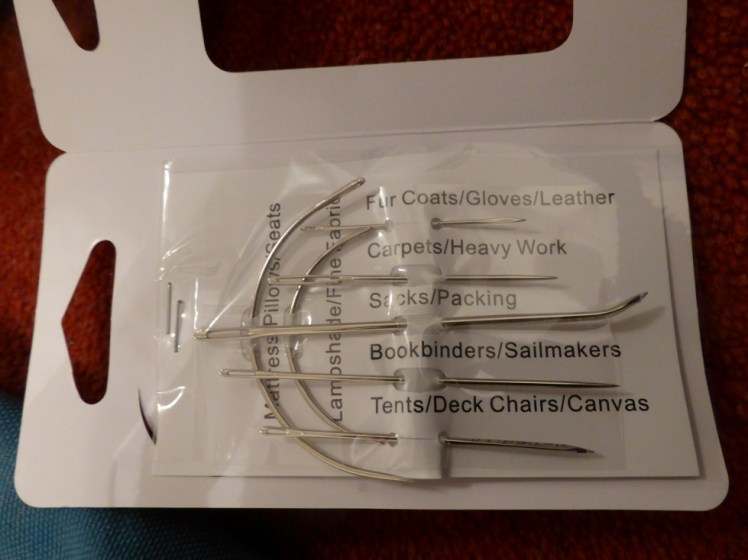 Fur Coats/Gloves/Leather
Carpets/Heavy Work
Sacks/Packing
Bookbinders/Sailmakers
Tents/Deck Chairs/Canvas
Mattress/Pillows/Seats
Lampshade/Fine Fabric